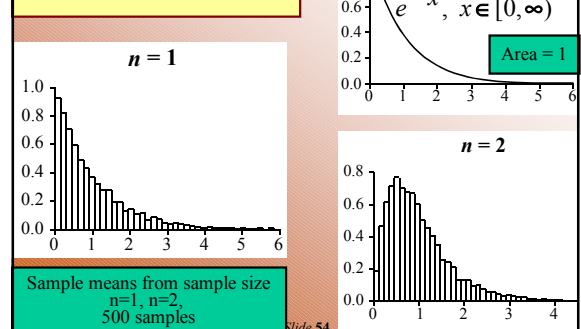 e^-x, x∈[0,∞)
0.6
0.4
0.2
0.0
0 1 2 3 4 5 6
Area = 1
n = 1
1.0
0.8
0.6
0.4
0.2
0.0
0 1 2 3 4 5 6
n = 2
0.8
0.6
0.4
0.2
0.0
0 1 2 3 4
Sample means from sample size
n=1, n=2,
500 samples
Slide 54